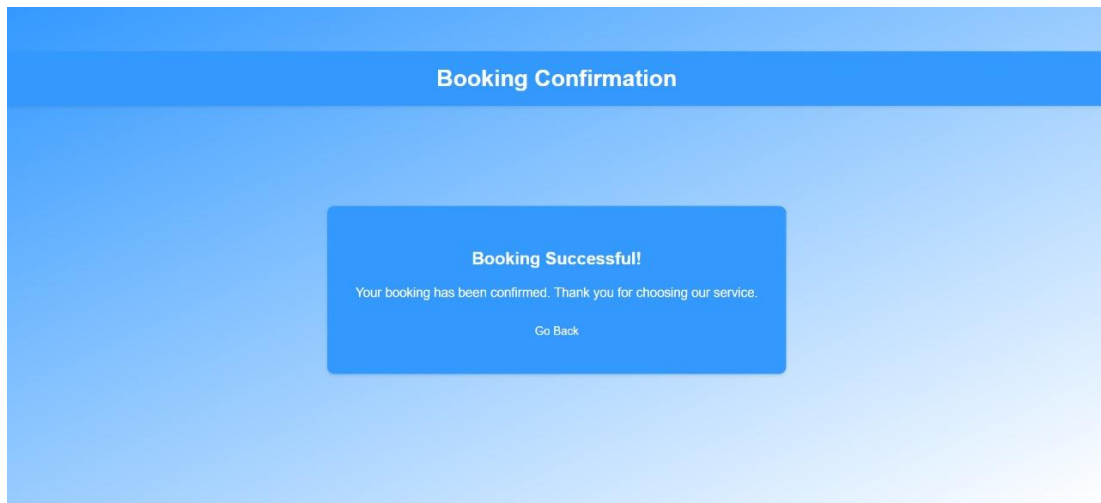 Booking Confirmation
Booking Successful!
Your booking has been confirmed. Thank you for choosing our service.
Go Back